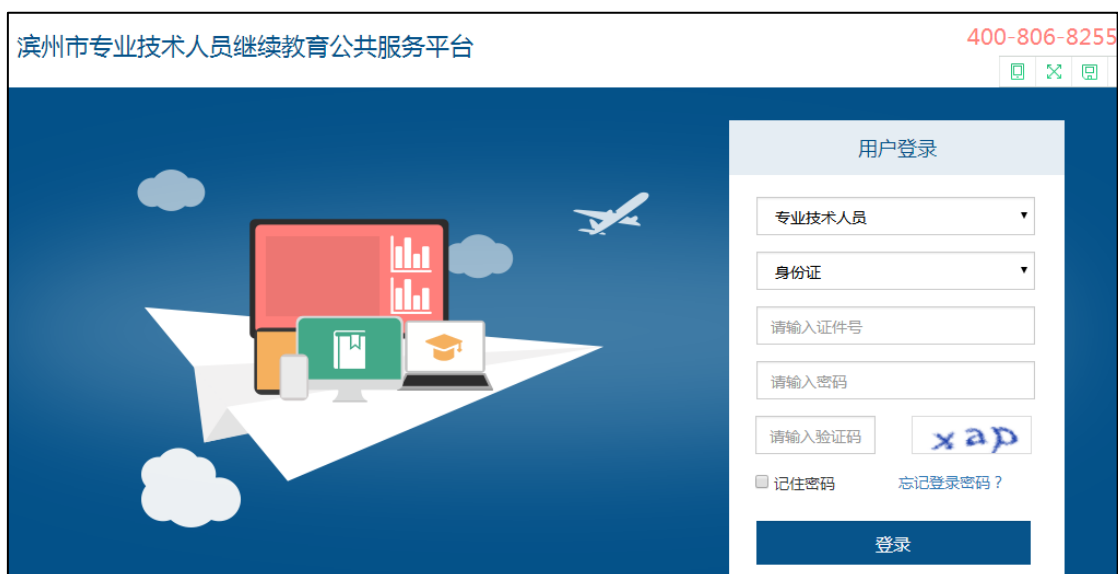 滨州市专业技术人员继续教育公共服务平台
400-806-8255
用户登录
专业技术人员
身份证
请输入证件号
请输入密码
请输入验证码
xap
记住密码 忘记登录密码？
登录